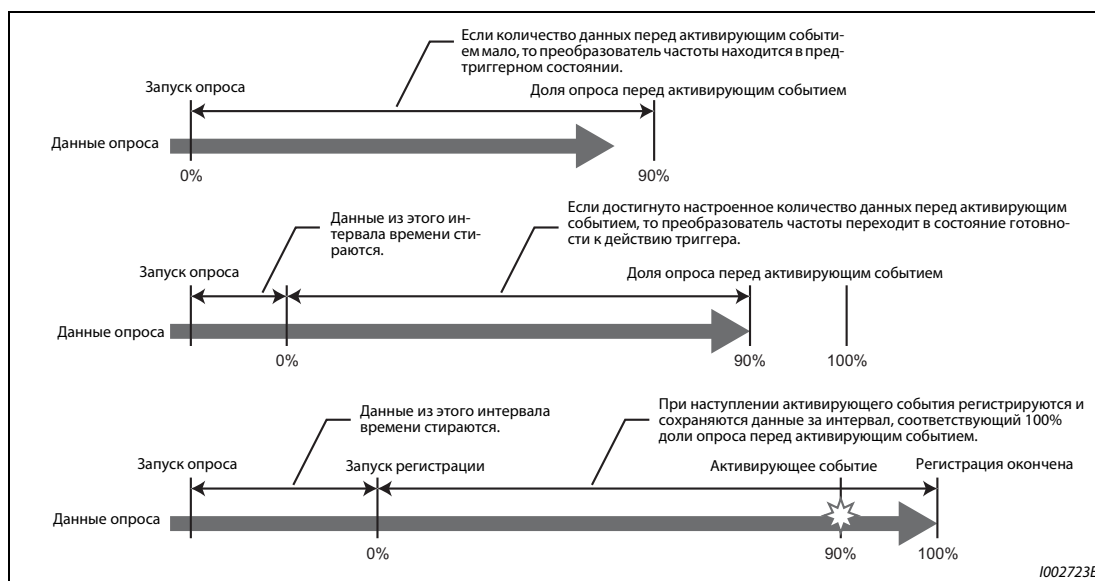 Если количество данных перед активирующим событи-
ем мало, то преобразователь частоты находится в пред-
триггерном состоянии.
Запуск опроса
Доля опроса перед активирующим событием
Данные опроса
0%
90%
Данные из этого ин-
тервала времени сти-
раются.
Если достигнуто настроенное количество данных перед активирующим
событием, то преобразователь частоты переходит в состояние готовно-
сти к действию триггера.
Запуск опроса
Доля опроса перед активирующим событием
Данные опроса
0%
90%
100%
Данные из этого интервала
времени стираются.
При наступлении активирующего события регистрируются и
сохраняются данные за интервал, соответствующий 100%
доли опроса перед активирующим событием.
Запуск опроса
Запуск регистрации
Активирующее событие
Регистрация окончена
Данные опроса
0%
90%
100%
I002723E